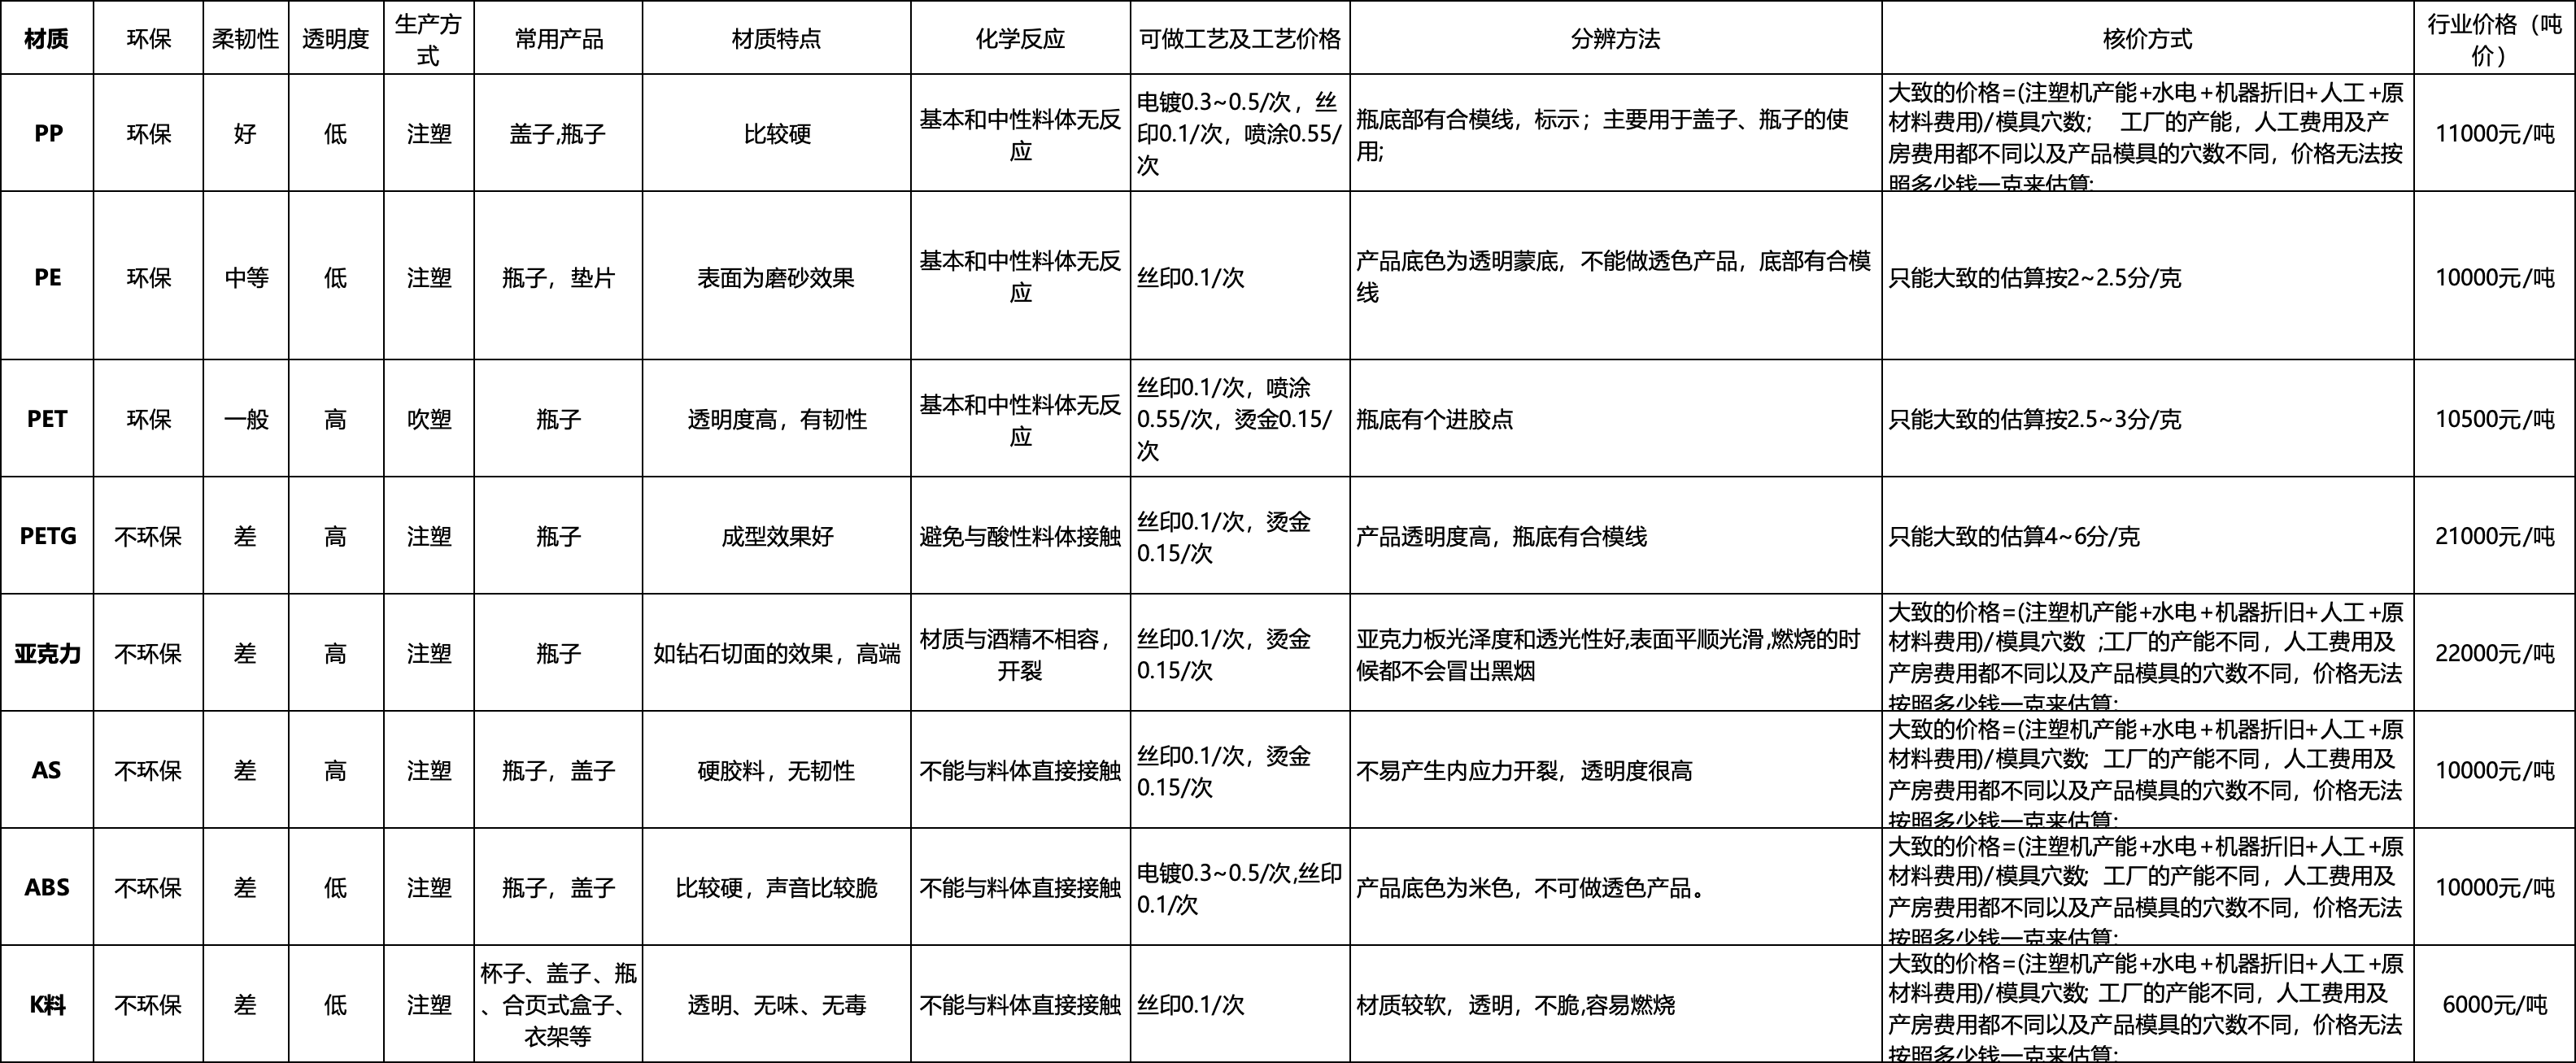 材质 环保 柔韧性 透明度 生产方式 常用产品 材质特点 化学反应 可做工艺及工艺价格 分辨方法 核价方式 行业价格（吨价）
PP 环保 好 低 注塑 盖子,瓶子 比较硬 基本和中性料体无反应 电镀0.3~0.5/次，丝印0.1/次，喷涂0.55/次 瓶底部有合模线，标示；主要用于盖子、瓶子的使用; 大致的价格=(注塑机产能+水电+机器折旧+人工+原材料费用)/模具穴数; 工厂的产能，人工费用及产房费用都不同以及产品模具的穴数不同，价格无法按照多少钱一克来估算; 11000元/吨
PE 环保 中等 低 注塑 瓶子，垫片 表面为磨砂效果 基本和中性料体无反应 丝印0.1/次 产品底色为透明蒙底，不能做透色产品，底部有合模线 只能大致的估算按2~2.5分/克 10000元/吨
PET 环保 一般 高 吹塑 瓶子 透明度高，有韧性 基本和中性料体无反应 丝印0.1/次，喷涂0.55/次，烫金0.15/次 瓶底有个进胶点 只能大致的估算按2.5~3分/克 10500元/吨
PETG 不环保 差 高 注塑 瓶子 成型效果好 避免与酸性料体接触 丝印0.1/次，烫金0.15/次 产品透明度高，瓶底有合模线 只能大致的估算4~6分/克 21000元/吨
亚克力 不环保 差 高 注塑 瓶子 如钻石切面的效果，高端 材质与酒精不相容，开裂 丝印0.1/次，烫金0.15/次 亚克力板光泽度和透光性好,表面平顺光滑,燃烧的时候都不会冒出黑烟 大致的价格=(注塑机产能+水电+机器折旧+人工+原材料费用)/模具穴数 ;工厂的产能不同，人工费用及产房费用都不同以及产品模具的穴数不同，价格无法按照多少钱一克来估算; 22000元/吨
AS 不环保 差 高 注塑 瓶子，盖子 硬胶料，无韧性 不能与料体直接接触 丝印0.1/次，烫金0.15/次 不易产生内应力开裂，透明度很高 大致的价格=(注塑机产能+水电+机器折旧+人工+原材料费用)/模具穴数; 工厂的产能不同，人工费用及产房费用都不同以及产品模具的穴数不同，价格无法按照多少钱一克来估算; 10000元/吨
ABS 不环保 差 低 注塑 瓶子，盖子 比较硬，声音比较脆 不能与料体直接接触 电镀0.3~0.5/次,丝印0.1/次 产品底色为米色，不可做透色产品。 大致的价格=(注塑机产能+水电+机器折旧+人工+原材料费用)/模具穴数; 工厂的产能不同，人工费用及产房费用都不同以及产品模具的穴数不同，价格无法按照多少钱一克来估算; 10000元/吨
K料 不环保 差 低 注塑 杯子、盖子、瓶、合页式盒子、衣架等 透明、无味、无毒 不能与料体直接接触 丝印0.1/次 材质较软，透明，不脆,容易燃烧 大致的价格=(注塑机产能+水电+机器折旧+人工+原材料费用)/模具穴数; 工厂的产能不同，人工费用及产房费用都不同以及产品模具的穴数不同，价格无法按照多少钱一克来估算; 6000元/吨